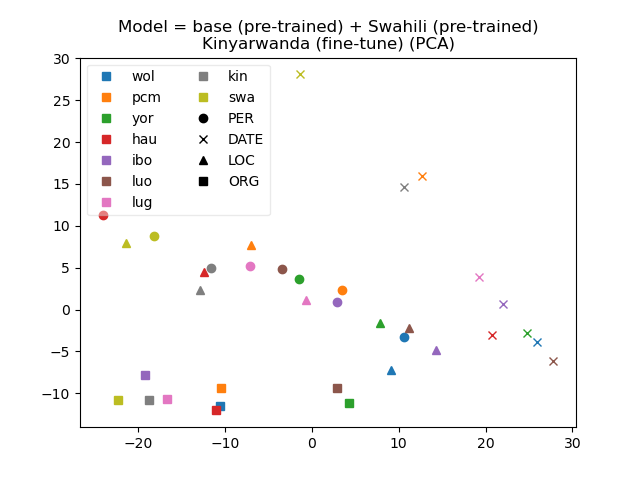 Model = base (pre-trained) + Swahili (pre-trained)
Kinyarwanda (fine-tune) (PCA)
30
25
20
15
10
5
0
−5
−10
wol
pcm
yor
hau
ibo
luo
lug
kin
swa
PER
DATE
LOC
ORG
−20 −10 0 10 20 30